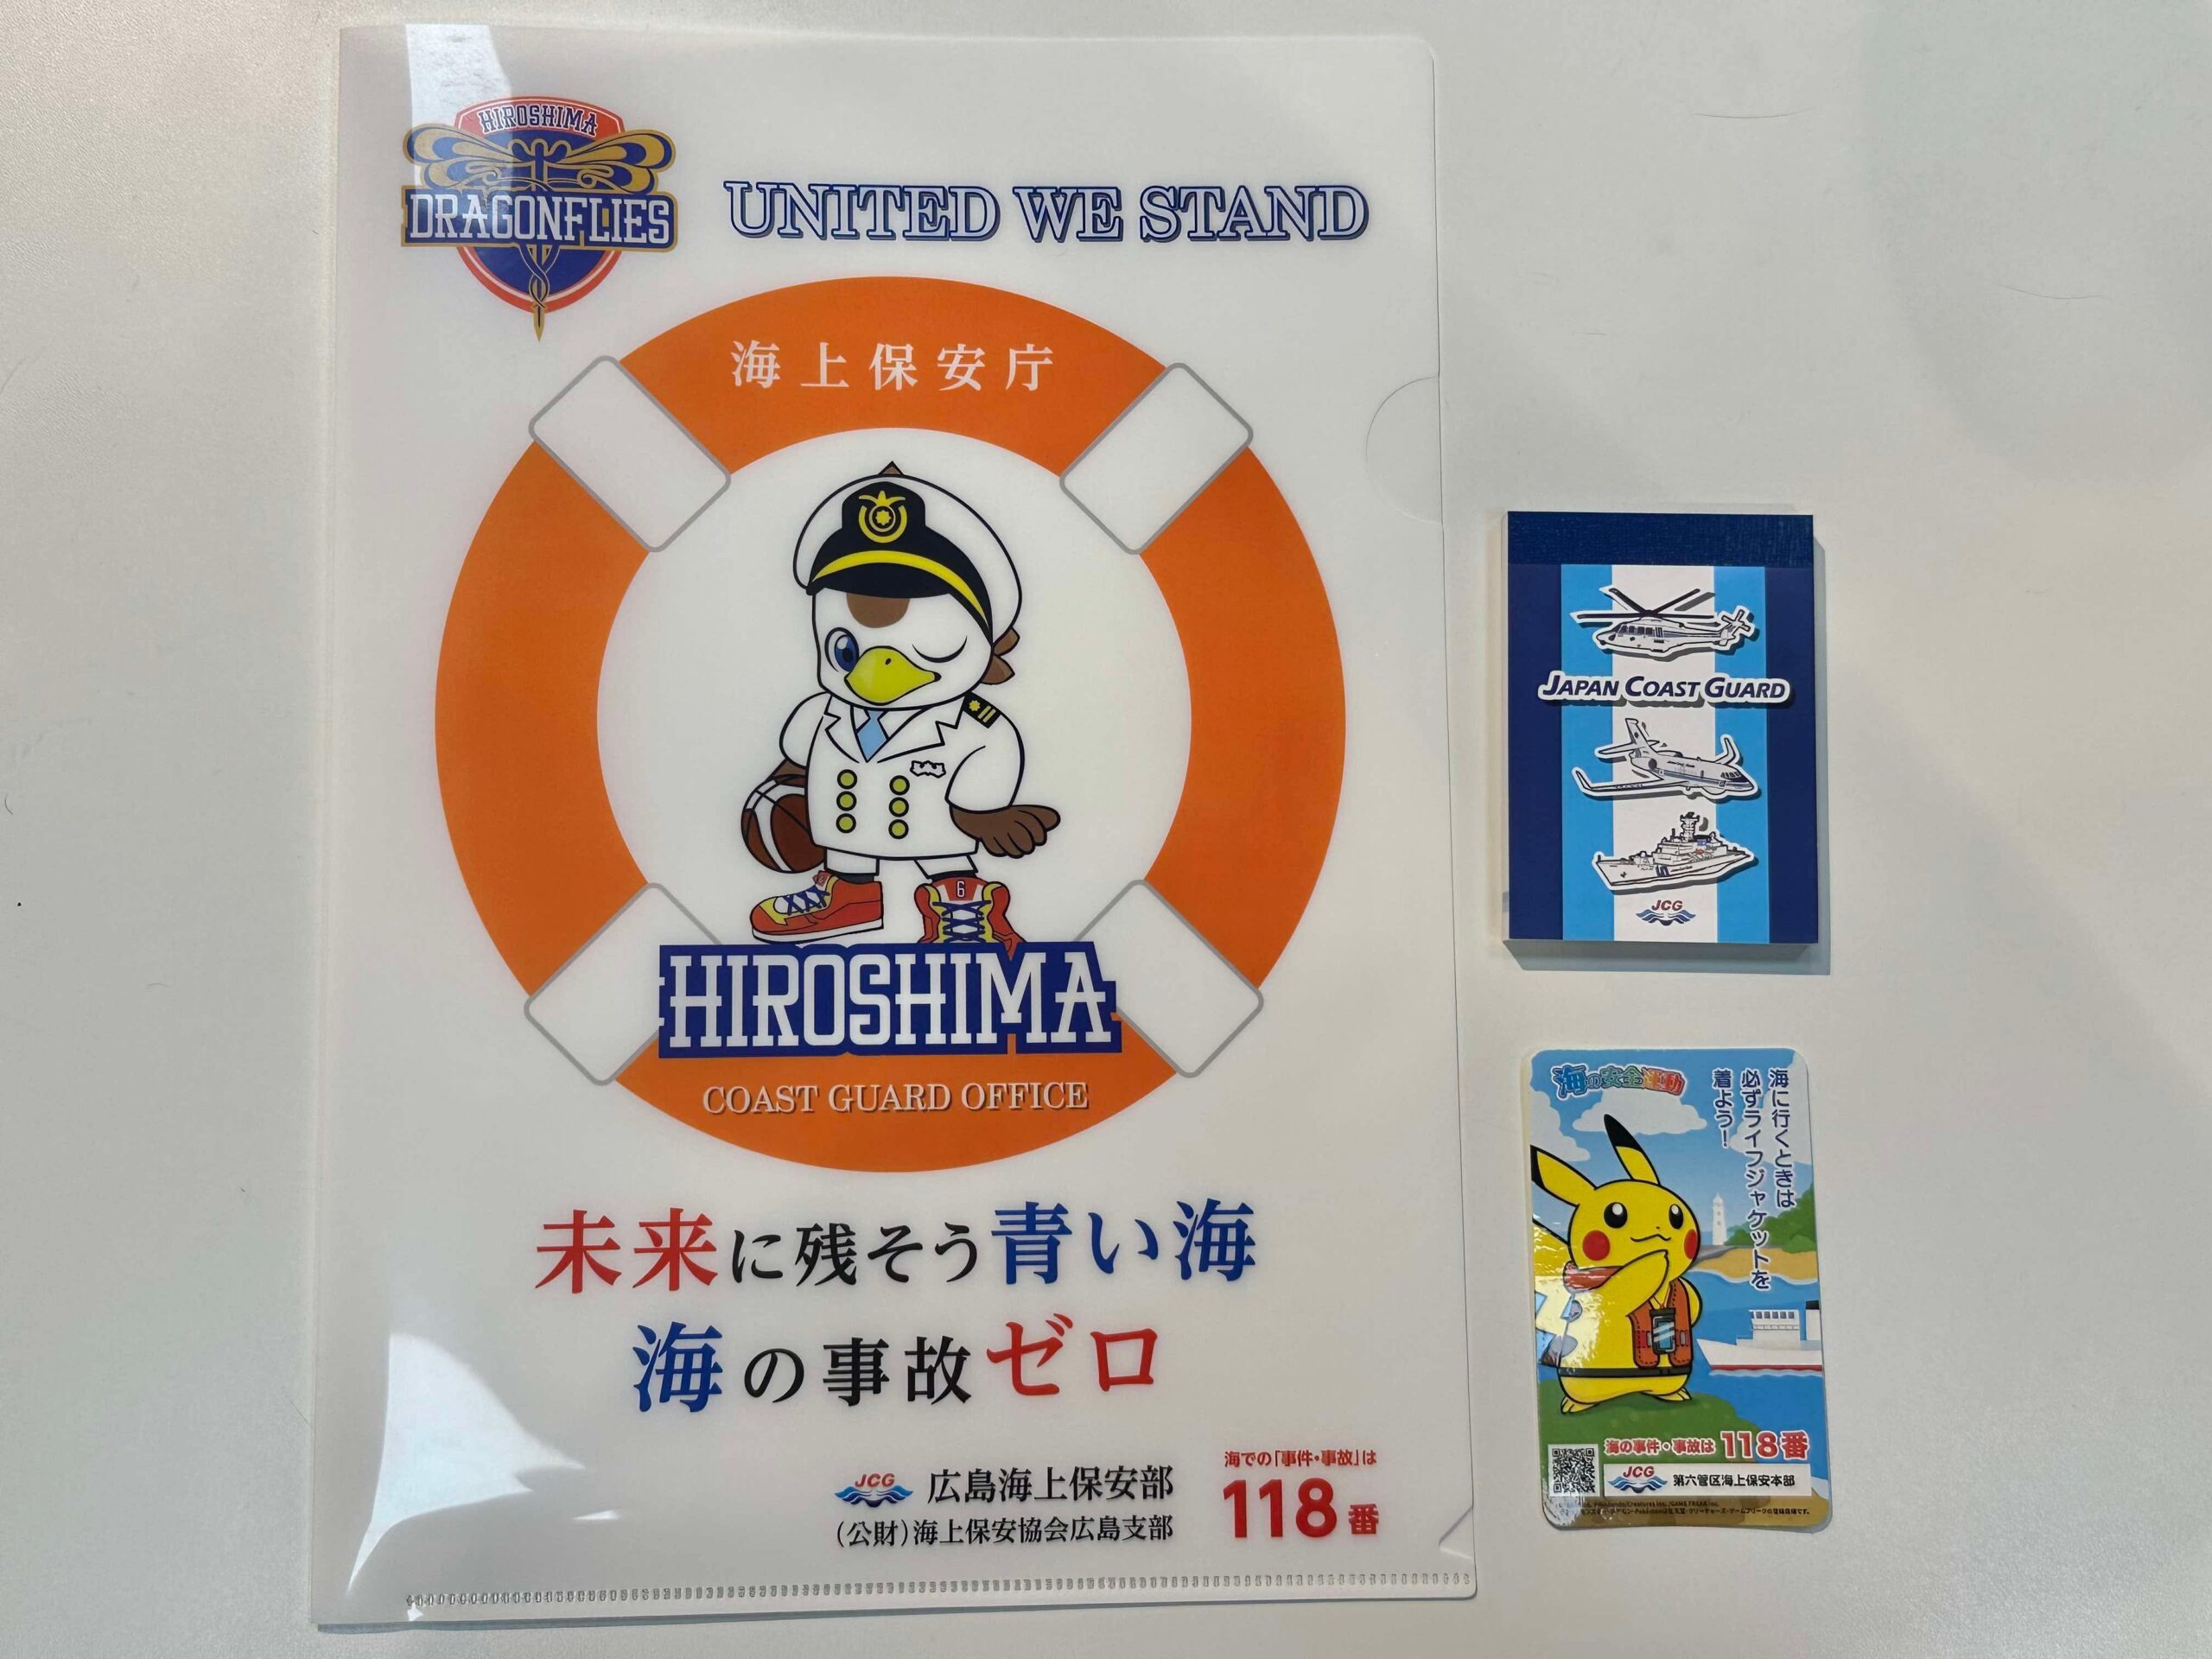 HIROSHIMA
DRAGONFLIES
UNITED WE STAND
海上保安庁
6
HIROSHIMA
COAST GUARD OFFICE
未来に残そう青い海
海の事故ゼロ
JCG 広島海上保安部
(公財)海上保安協会広島支部
海での「事件・事故」は
118番
JAPAN COAST GUARD
JCG
海の安全運動
海に行くときは
必ずライフジャケットを
着よう!
海の事件・事故は118番
JCG 第六管区海上保安本部